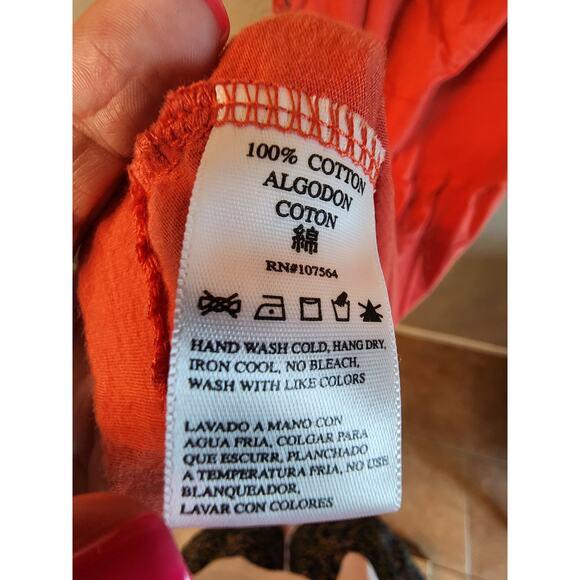 100% COTTON
ALGODON
COTON
綿
RN#107564
HAND WASH COLD, HANG DRY,
IRON COOL, NO BLEACH,
WASH WITH LIKE COLORS
LAVADO A MANO CON
AGUA FRIA, COLGAR PARA
QUE ESCURR, PLANCHADO
A TEMPERATURA FRIA, NO USE
BLANQUEADOR,
LAVAR CON COLORES